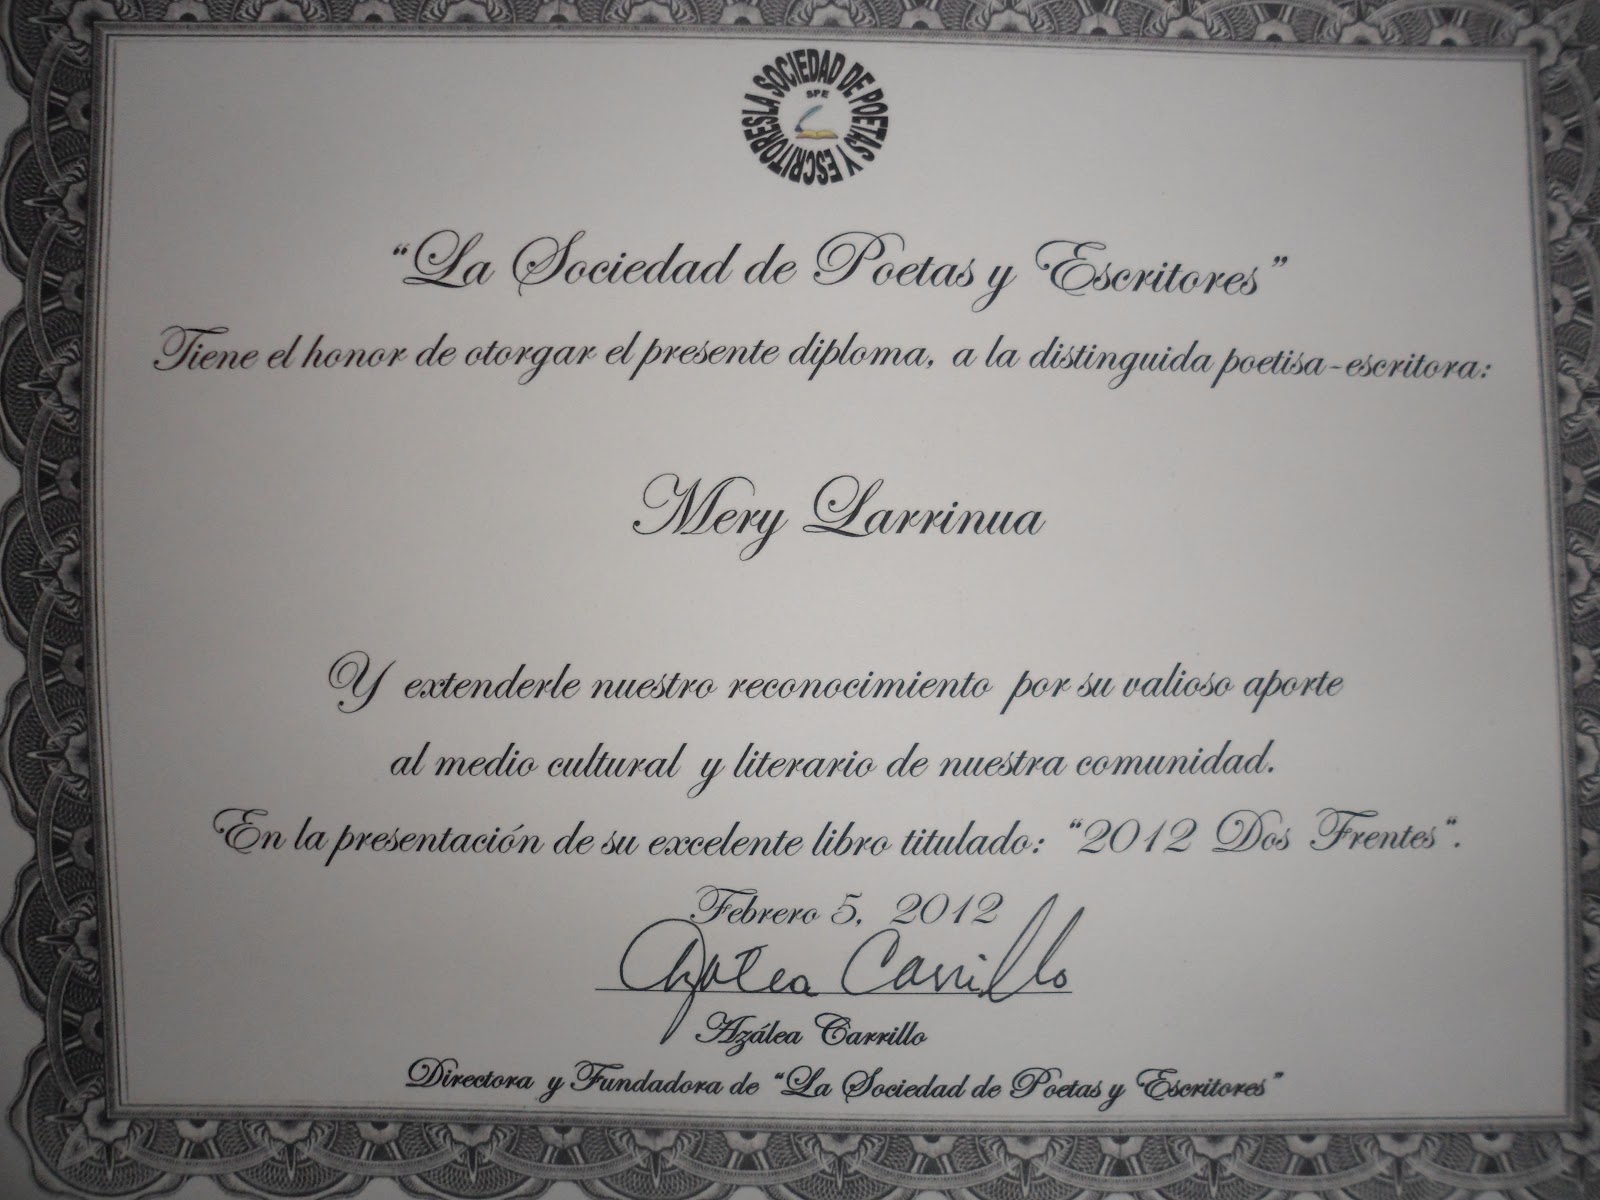 LA SOCIEDAD DE POETAS Y ESCRITORES
SPE
“La Sociedad de Poetas y Escritores”
Tiene el honor de otorgar el presente diploma, a la distinguida poetisa-escritora:
Mery Larrinua
Y extenderle nuestro reconocimiento por su valioso aporte
al medio cultural y literario de nuestra comunidad.
En la presentación de su excelente libro titulado: “2012 Dos Frentes“.
Febrero 5, 2012
Azalea Carrillo
Azálea Carrillo
Directora y Fundadora de “La Sociedad de Poetas y Escritores”